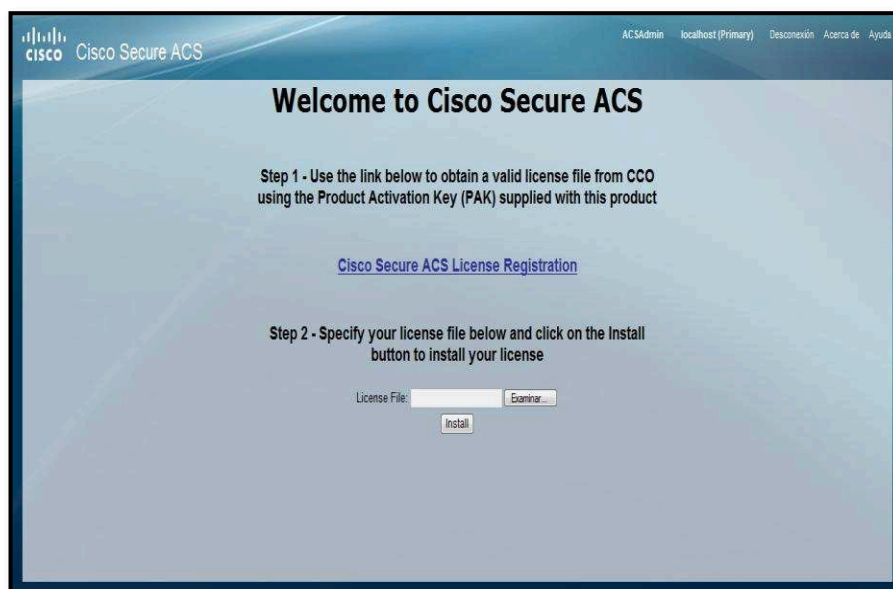 CISCO Cisco Secure ACS
ACSAdmin localhost (Primary) Desconexión Acerca de Ayuda
Welcome to Cisco Secure ACS
Step 1 - Use the link below to obtain a valid license file from CCO
using the Product Activation Key (PAK) supplied with this product
Cisco Secure ACS License Registration
Step 2 - Specify your license file below and click on the Install
button to install your license
License File: Examinar...
Install